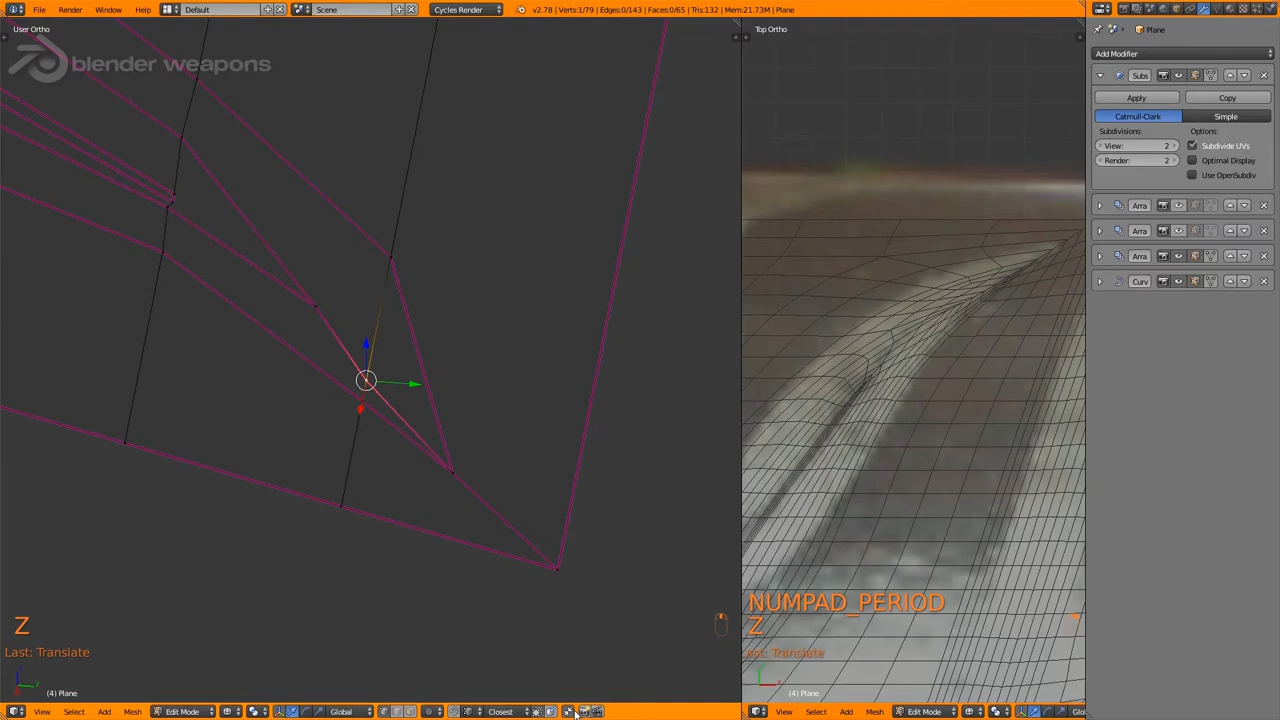 File Render Window Help Default Scene Cycles Render v2.78 | Verts:1/79 | Edges:0/143 | Faces:0/65 | Tris:132 | Mem:21.73M | Plane
User Ortho
Top Ortho
Plane
blender weapons
Add Modifier
Subs
Apply Copy
Catmull-Clark Simple
Subdivisions: Options:
View: 2 Subdivide UVs
Render: 2 Optimal Display
Use OpenSubdiv
Arra
Arra
Arra
Curv
NUMPAD_PERIOD
Z
Z
Last: Translate
Last: Translate
(4) Plane
(4) Plane
View Select Add Mesh Edit Mode Global Closest View Select Add Mesh Edit Mode Glo